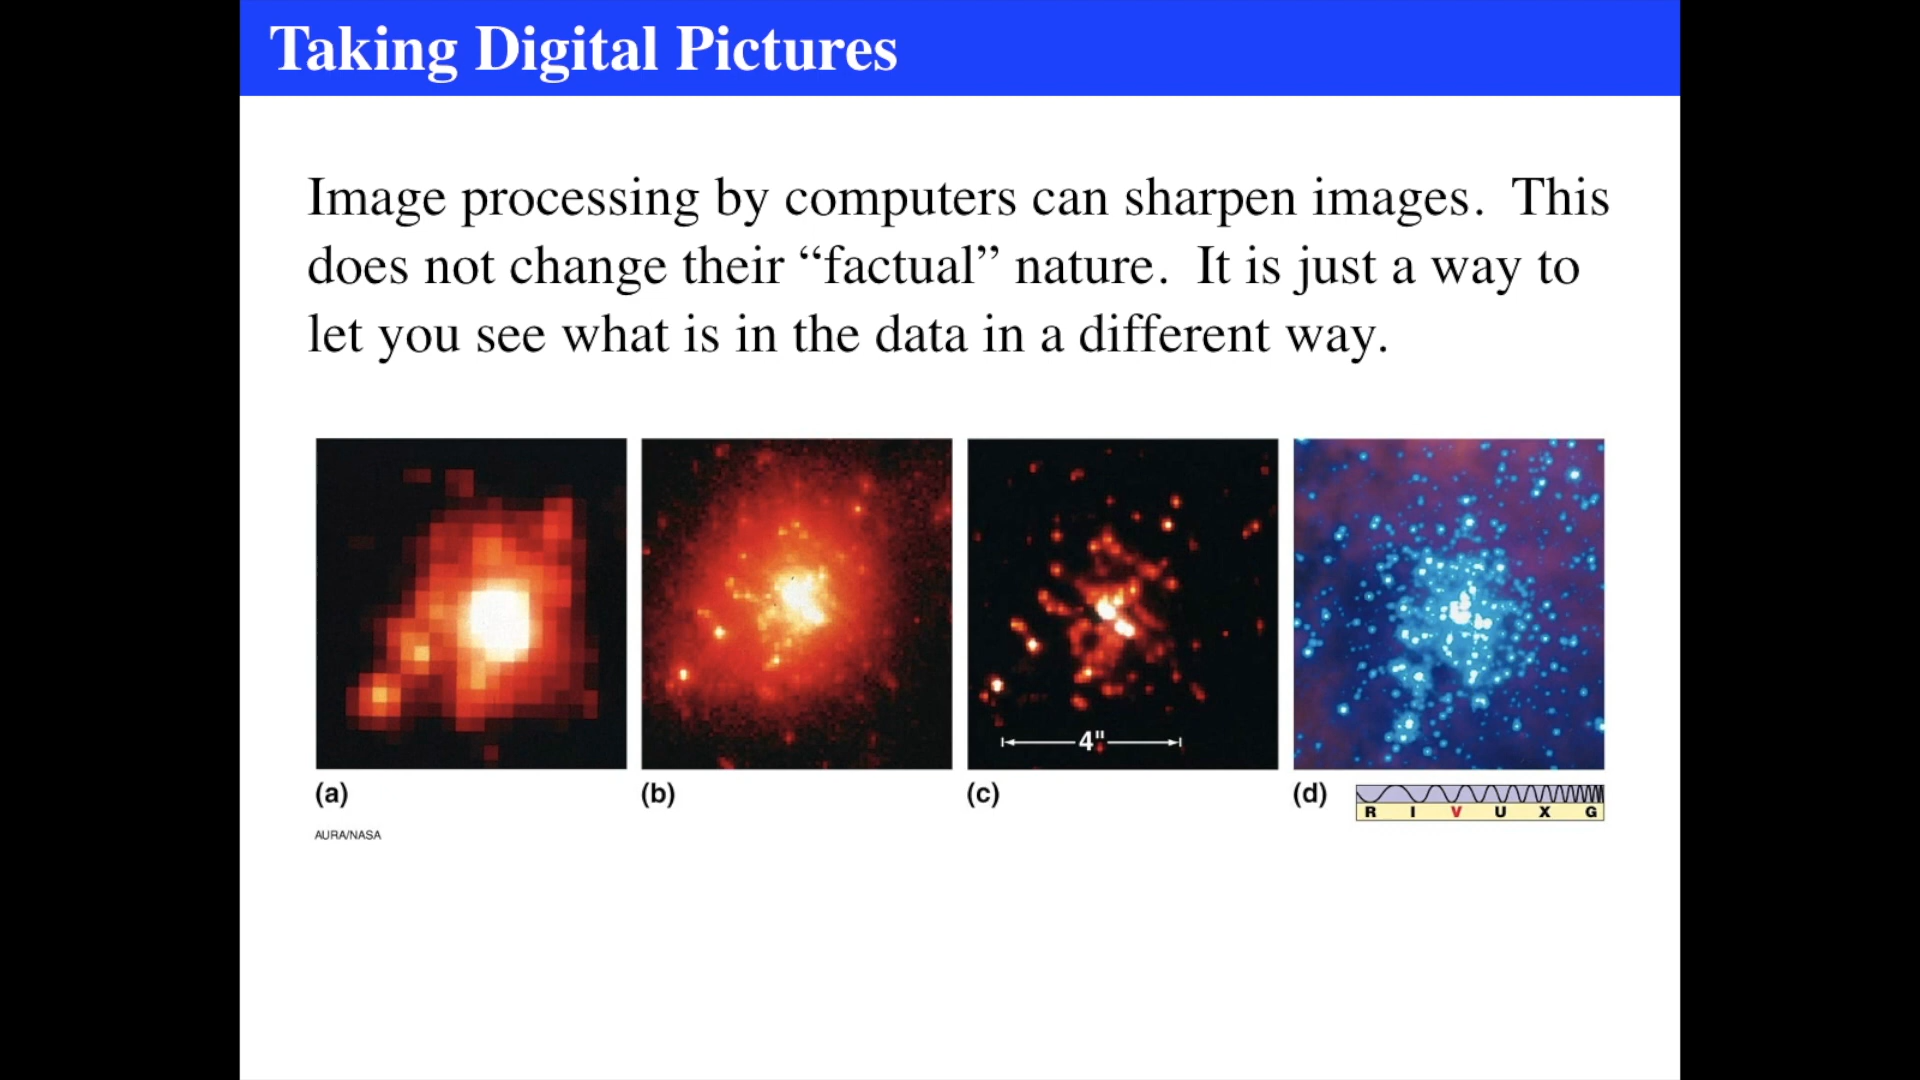 Taking Digital Pictures
Image processing by computers can sharpen images. This
does not change their “factual” nature. It is just a way to
let you see what is in the data in a different way.
4"
(a)
(b)
(c)
(d)
R I V U X G
AURA/NASA